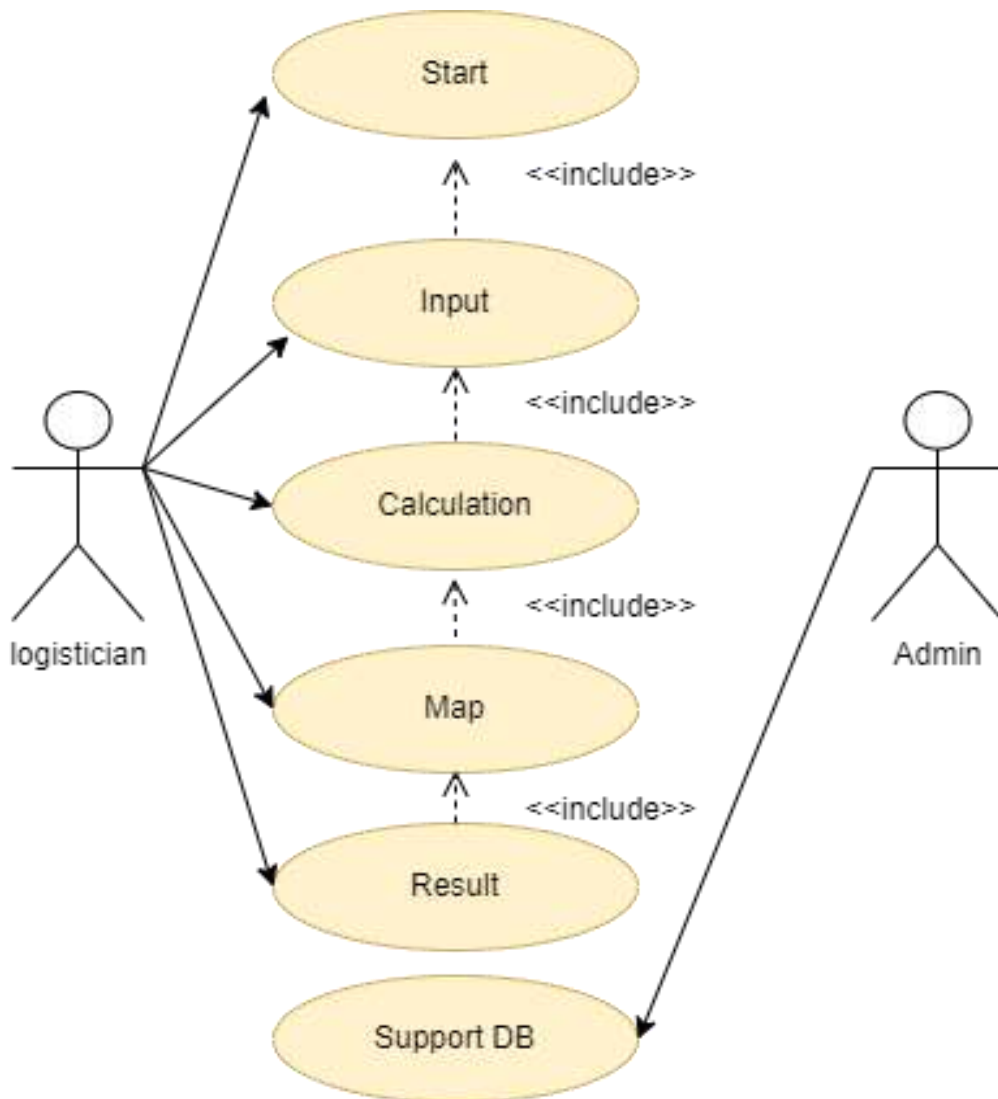 Start
<<include>>
Input
<<include>>
Calculation
<<include>>
logistician
Admin
Map
<<include>>
Result
Support DB